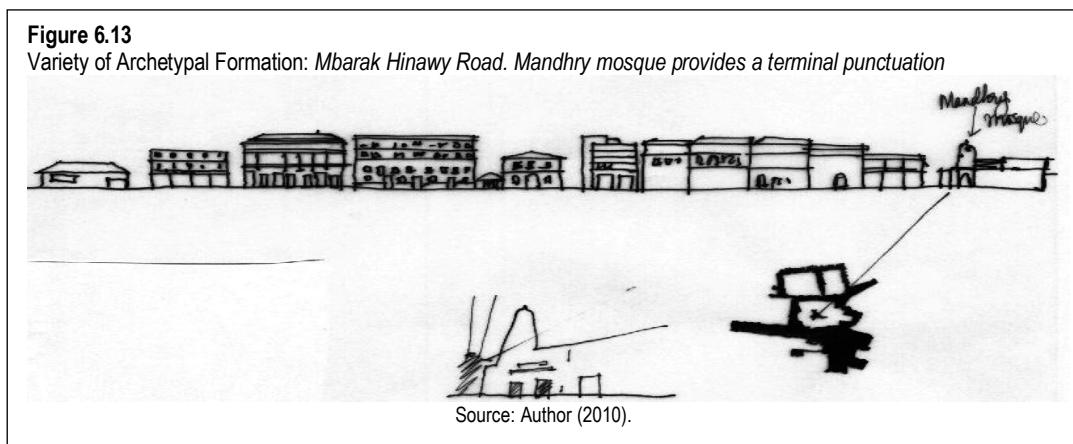 Figure 6.13
Variety of Archetypal Formation: Mbarak Hinawy Road. Mandhry mosque provides a terminal punctuation
Mandhry
Mosque
Source: Author (2010).